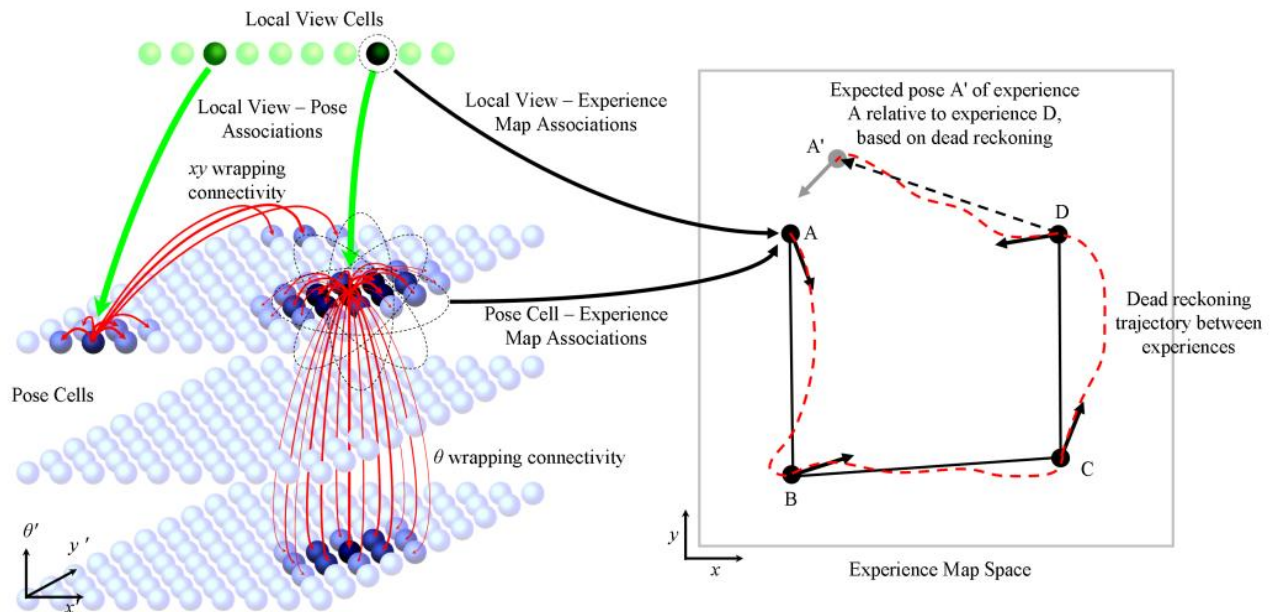 Local View Cells
Local View – Pose
Associations
Local View – Experience
Map Associations
xy wrapping
connectivity
Pose Cell – Experience
Map Associations
Pose Cells
θ wrapping connectivity
θ′
y ′
x′
Expected pose A' of experience
A relative to experience D,
based on dead reckoning
A'
D
A
Dead reckoning
trajectory between
experiences
C
B
y
x
Experience Map Space